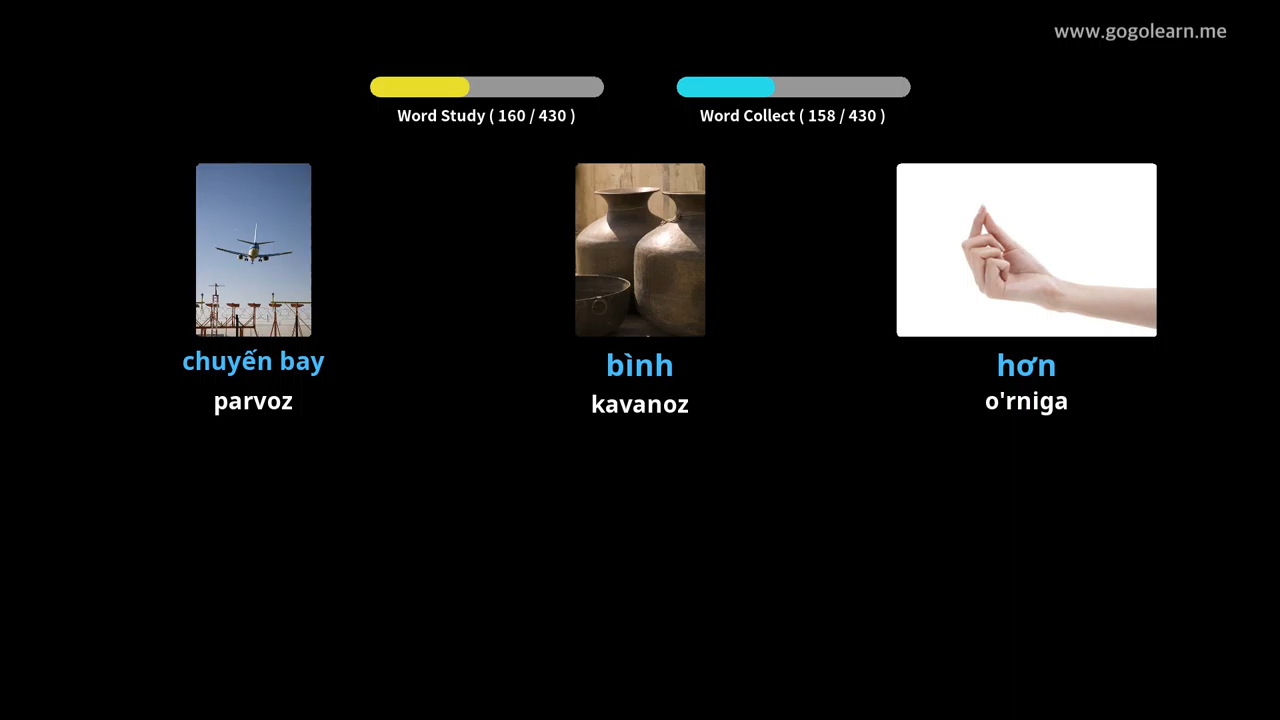 www.gogolearn.me
Word Study ( 160 / 430 )
Word Collect ( 158 / 430 )
chuyến bay
parvoz
bình
kavanoz
hơn
o'rniga